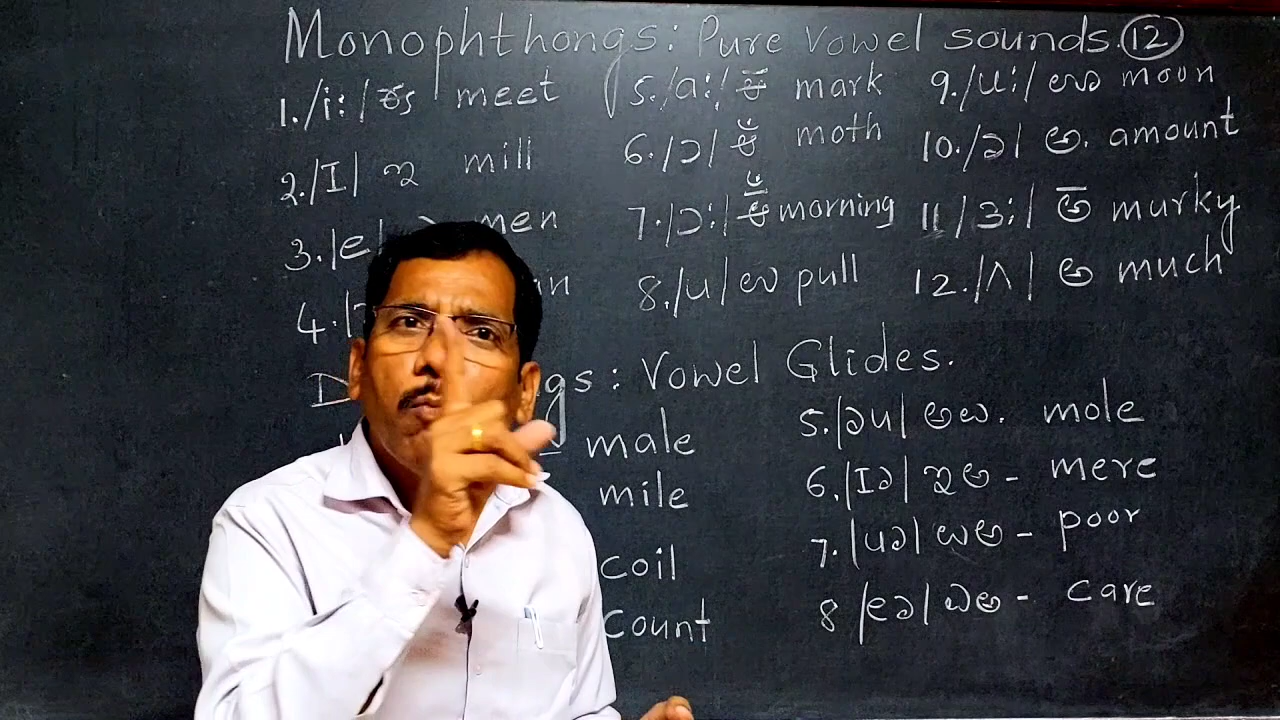 Monophthongs: Pure Vowel sounds. 12
1. /i:/ ಈ meet 5. /a:/ ಆ mark 9. /u:/ ಊ moon
2. /I/ ಇ mill 6. /ɔ/ ಆ moth 10. /ə/ ಅ. amount
3. /e men 7. /ɔ:/ ಆ morning 11 /3:/ ಅ murky
4. / 8. /u/ ಉ pull 12. /ʌ/ ಅ much
gs: Vowel Glides.
male 5. /əu/ ಅಉ. mole
mile 6. /Iə/ ಇಅ - mere
coil 7. /uə/ ಉಅ - poor
count 8 /eə/ ಎಅ - care